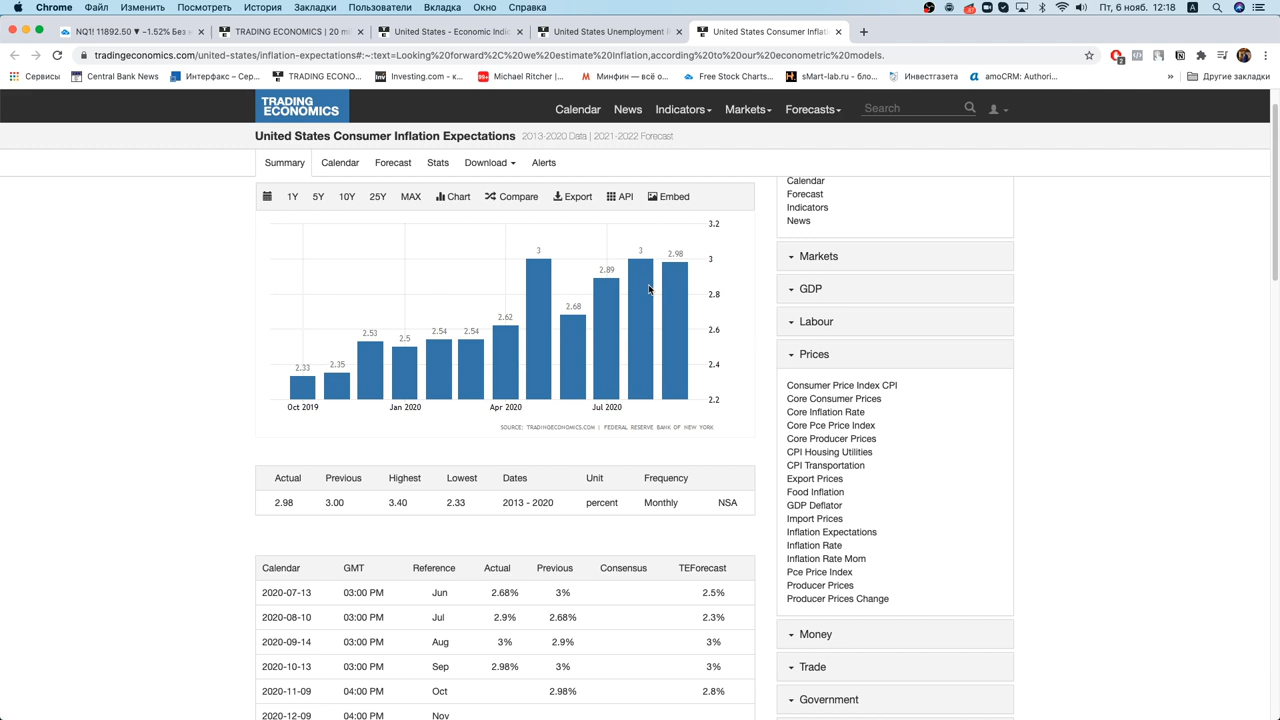 Chrome Файл Изменить Посмотреть История Закладки Пользователи Вкладка Окно Справка Пт, 6 нояб. 12:18
NQ1! 11892.50 ▼ −1.52% Без н TRADING ECONOMICS | 20 mi United States - Economic Indic United States Unemployment R United States Consumer Inflat
tradingeconomics.com/united-states/inflation-expectations#:~:text=Looking%20forward%2C%20we%20estimate%20Inflation,according%20to%20our%20econometric%20models.
Сервисы Central Bank News Интерфакс – Сер... TRADING ECONO... Investing.com - к... Michael Ritcher |... Минфин — всё о... Free Stock Charts... sMart-lab.ru - бло... Инвестгазета amoCRM: Authori... » Другие закладки
TRADING
ECONOMICS
Calendar News Indicators Markets Forecasts Search
United States Consumer Inflation Expectations 2013-2020 Data | 2021-2022 Forecast
Summary Calendar Forecast Stats Download Alerts
1Y 5Y 10Y 25Y MAX Chart Compare Export API Embed
3.2
3
2.8
2.6
2.4
2.2
2.33 2.35 2.53 2.5 2.54 2.54 2.62 3 2.68 2.89 3 2.98
Oct 2019 Jan 2020 Apr 2020 Jul 2020
SOURCE: TRADINGECONOMICS.COM | FEDERAL RESERVE BANK OF NEW YORK
Actual Previous Highest Lowest Dates Unit Frequency
2.98 3.00 3.40 2.33 2013 - 2020 percent Monthly NSA
Calendar GMT Reference Actual Previous Consensus TEForecast
2020-07-13 03:00 PM Jun 2.68% 3% 2.5%
2020-08-10 03:00 PM Jul 2.9% 2.68% 2.3%
2020-09-14 03:00 PM Aug 3% 2.9% 3%
2020-10-13 03:00 PM Sep 2.98% 3% 3%
2020-11-09 04:00 PM Oct 2.98% 2.8%
2020-12-09 04:00 PM Nov
Calendar
Forecast
Indicators
News
Markets
GDP
Labour
Prices
Consumer Price Index CPI
Core Consumer Prices
Core Inflation Rate
Core Pce Price Index
Core Producer Prices
CPI Housing Utilities
CPI Transportation
Export Prices
Food Inflation
GDP Deflator
Import Prices
Inflation Expectations
Inflation Rate
Inflation Rate Mom
Pce Price Index
Producer Prices
Producer Prices Change
Money
Trade
Government